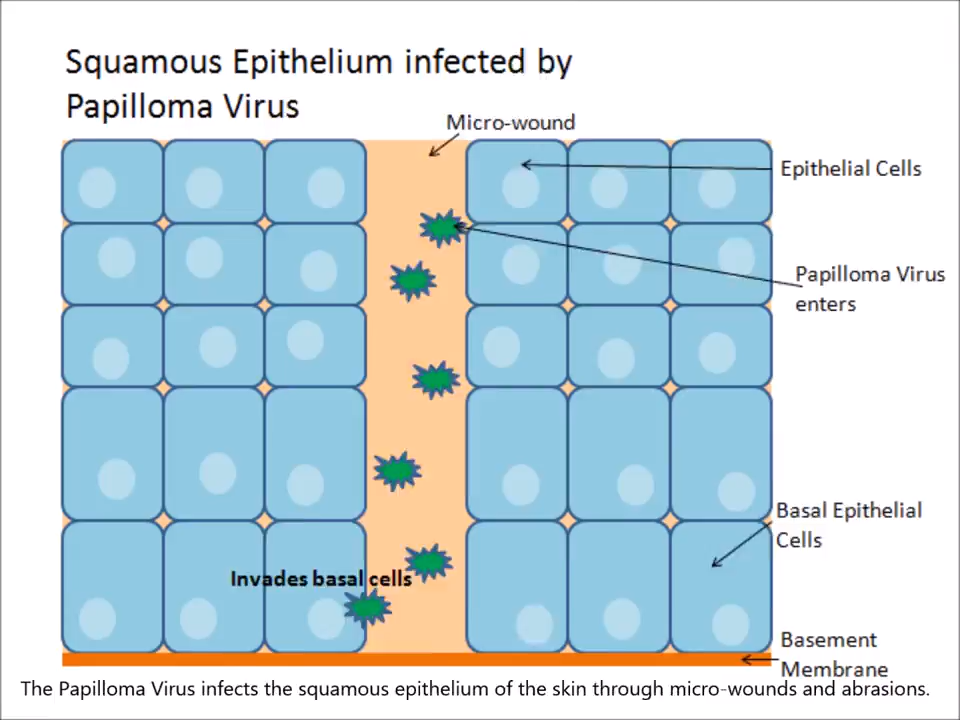 Squamous Epithelium infected by
Papilloma Virus
Micro-wound
Epithelial Cells
Papilloma Virus
enters
Basal Epithelial
Cells
Invades basal cells
Basement
Membrane
The Papilloma Virus infects the squamous epithelium of the skin through micro-wounds and abrasions.